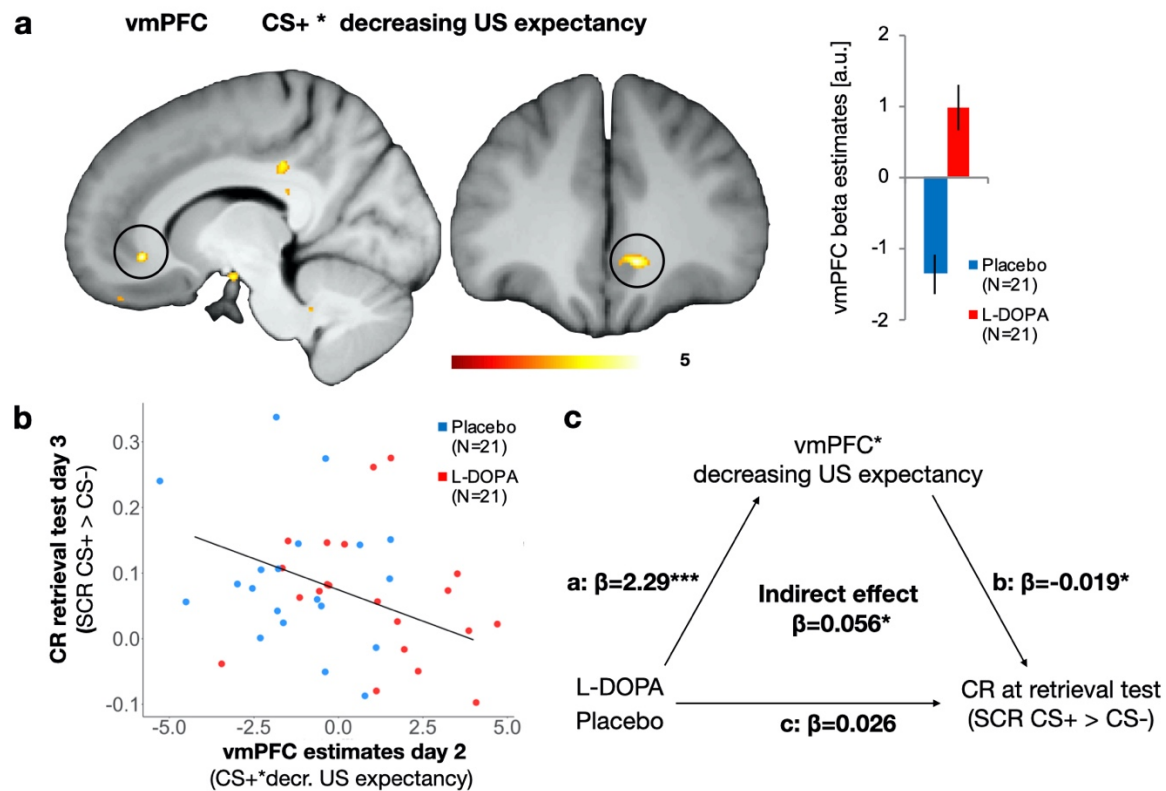 a
vmPFC CS+ * decreasing US expectancy
5
vmPFC beta estimates [a.u.]
2
1
0
-1
-2
Placebo
(N=21)
L-DOPA
(N=21)
b
CR retrieval test day 3
(SCR CS+ > CS-)
0.3
0.2
0.1
0.0
-0.1
-5.0 -2.5 0.0 2.5 5.0
vmPFC estimates day 2
(CS+*decr. US expectancy)
Placebo
(N=21)
L-DOPA
(N=21)
c
vmPFC*
decreasing US expectancy
a: β=2.29***
b: β=-0.019*
Indirect effect
β=0.056*
L-DOPA
Placebo
c: β=0.026
CR at retrieval test
(SCR CS+ > CS-)